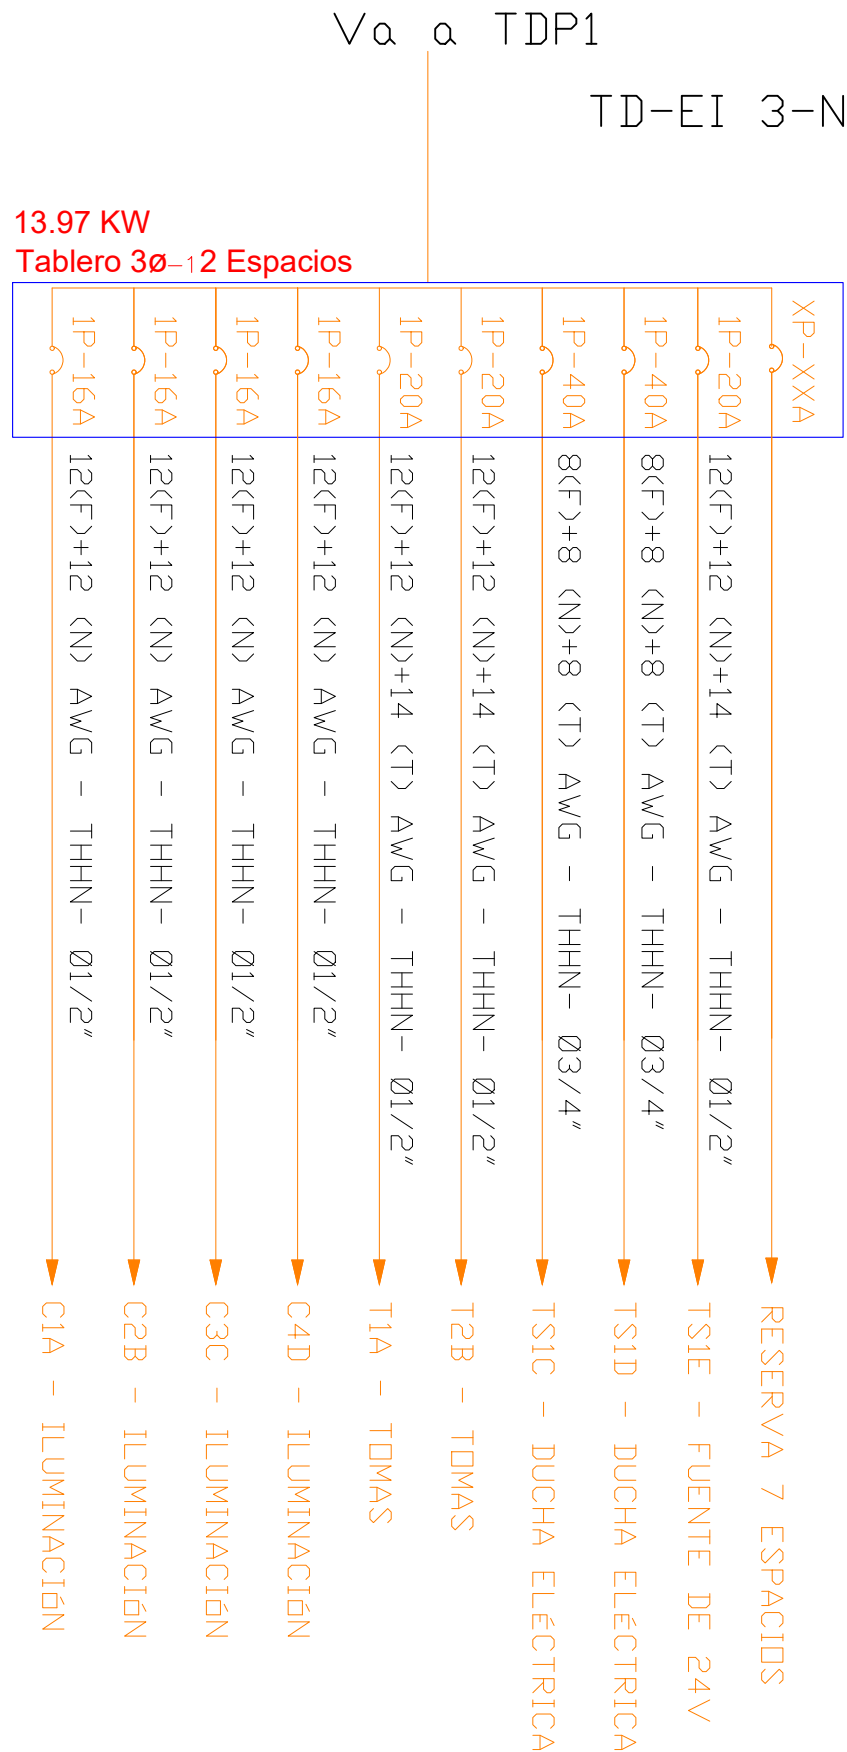 Va a TDP1
TD-EI 3-N
13.97 KW
Tablero 3ø-12 Espacios
1P-16A
1P-16A
1P-16A
1P-16A
1P-20A
1P-20A
1P-40A
1P-40A
1P-20A
XP-XXA
12(F)+12 (N) AWG - THHN- Ø1/2"
12(F)+12 (N) AWG - THHN- Ø1/2"
12(F)+12 (N) AWG - THHN- Ø1/2"
12(F)+12 (N) AWG - THHN- Ø1/2"
12(F)+12 (N)+14 (T) AWG - THHN- Ø1/2"
12(F)+12 (N)+14 (T) AWG - THHN- Ø1/2"
8(F)+8 (N)+8 (T) AWG - THHN- Ø3/4"
8(F)+8 (N)+8 (T) AWG - THHN- Ø3/4"
12(F)+12 (N)+14 (T) AWG - THHN- Ø1/2"
C1A - ILUMINACIóN
C2B - ILUMINACIóN
C3C - ILUMINACIóN
C4D - ILUMINACIóN
T1A - TOMAS
T2B - TOMAS
TS1C - DUCHA ELÉCTRICA
TS1D - DUCHA ELÉCTRICA
TS1E - FUENTE DE 24V
RESERVA 7 ESPACIOS